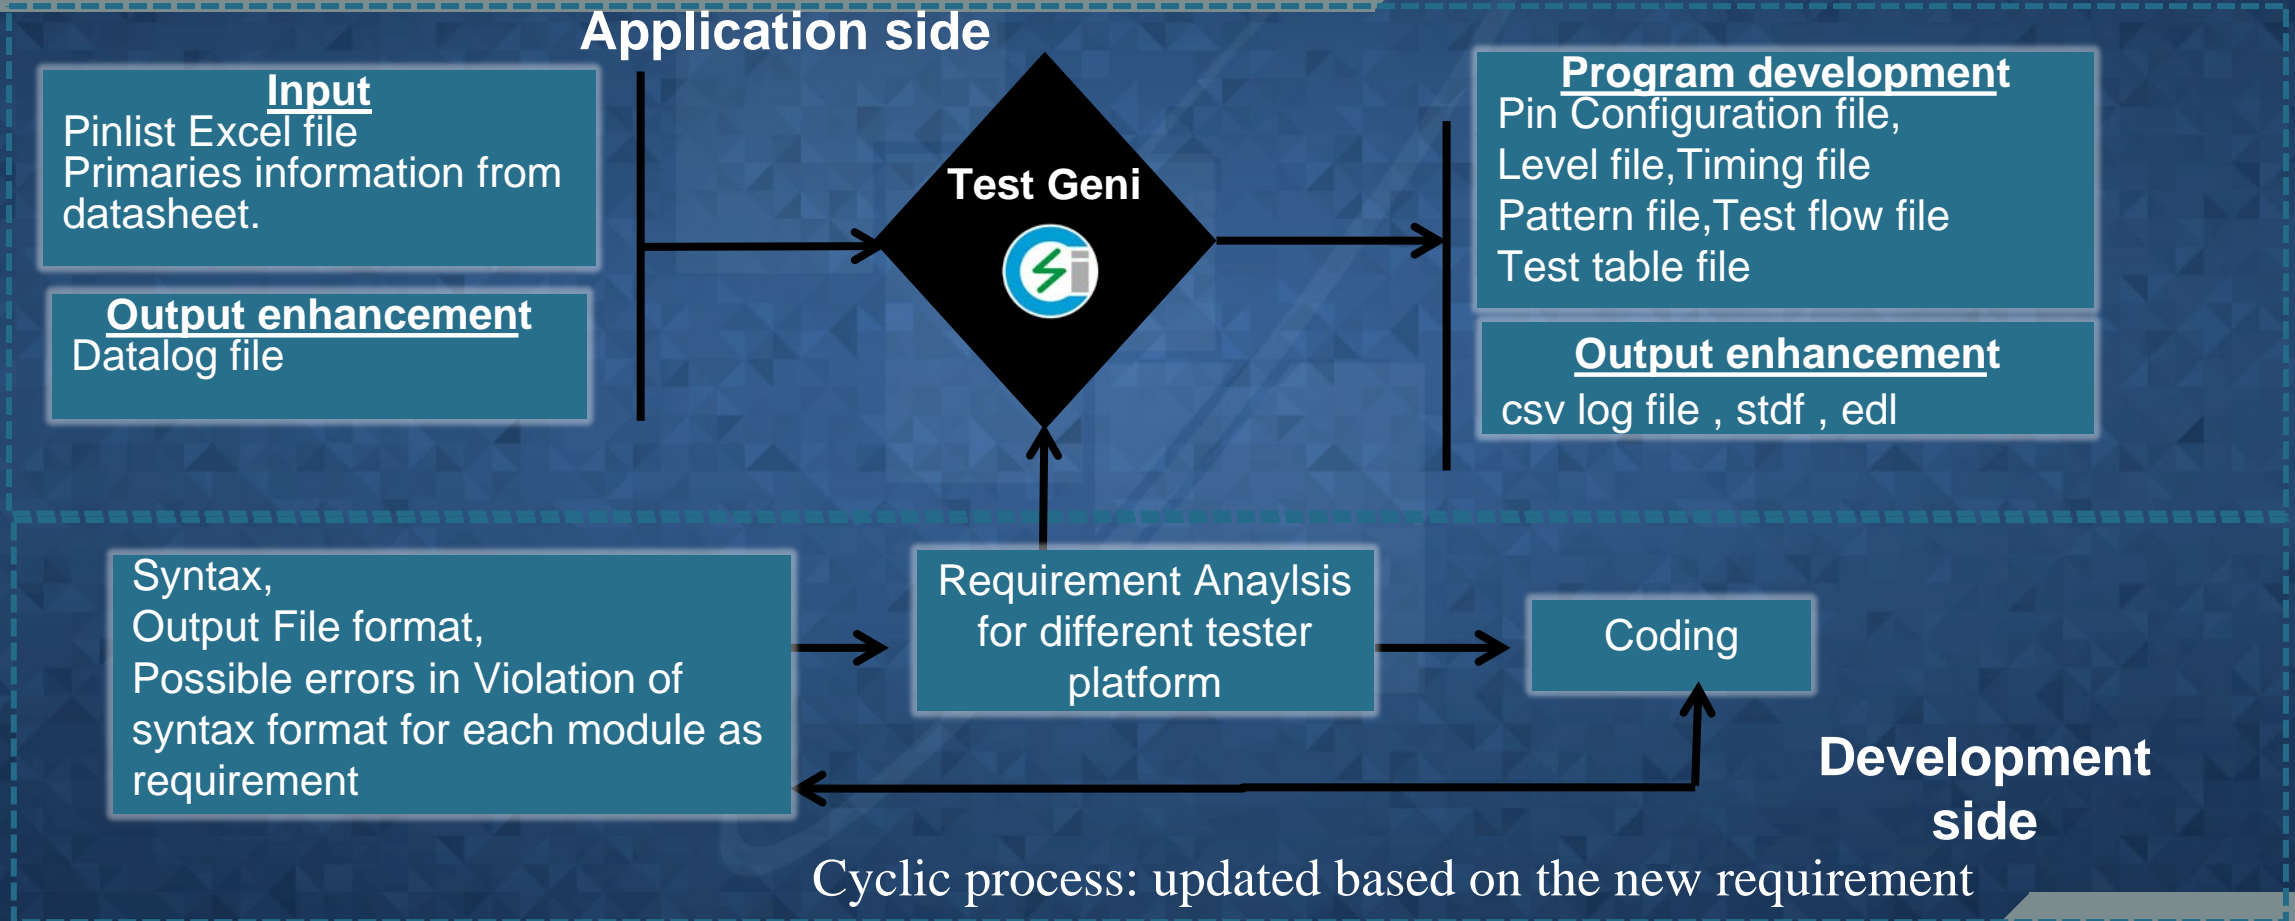 Application side
Input
Pinlist Excel file
Primaries information from
datasheet.
Output enhancement
Datalog file
Test Geni
Program development
Pin Configuration file,
Level file,Timing file
Pattern file,Test flow file
Test table file
Output enhancement
csv log file , stdf , edl
Syntax,
Output File format,
Possible errors in Violation of
syntax format for each module as
requirement
Requirement Anaylsis
for different tester
platform
Coding
Development
side
Cyclic process: updated based on the new requirement